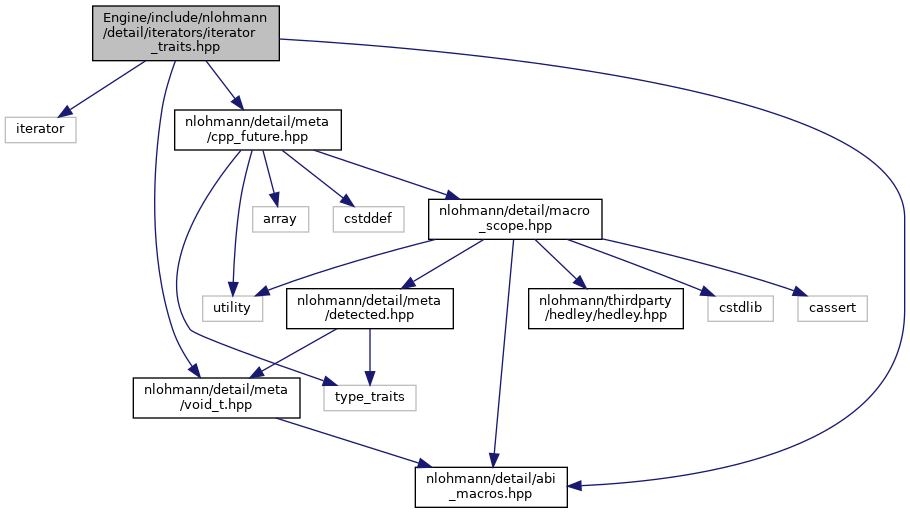 Engine/include/nlohmann
/detail/iterators/iterator
_traits.hpp
iterator
nlohmann/detail/meta
/cpp_future.hpp
array
cstddef
nlohmann/detail/macro
_scope.hpp
utility
nlohmann/detail/meta
/detected.hpp
nlohmann/thirdparty
/hedley/hedley.hpp
cstdlib
cassert
nlohmann/detail/meta
/void_t.hpp
type_traits
nlohmann/detail/abi
_macros.hpp